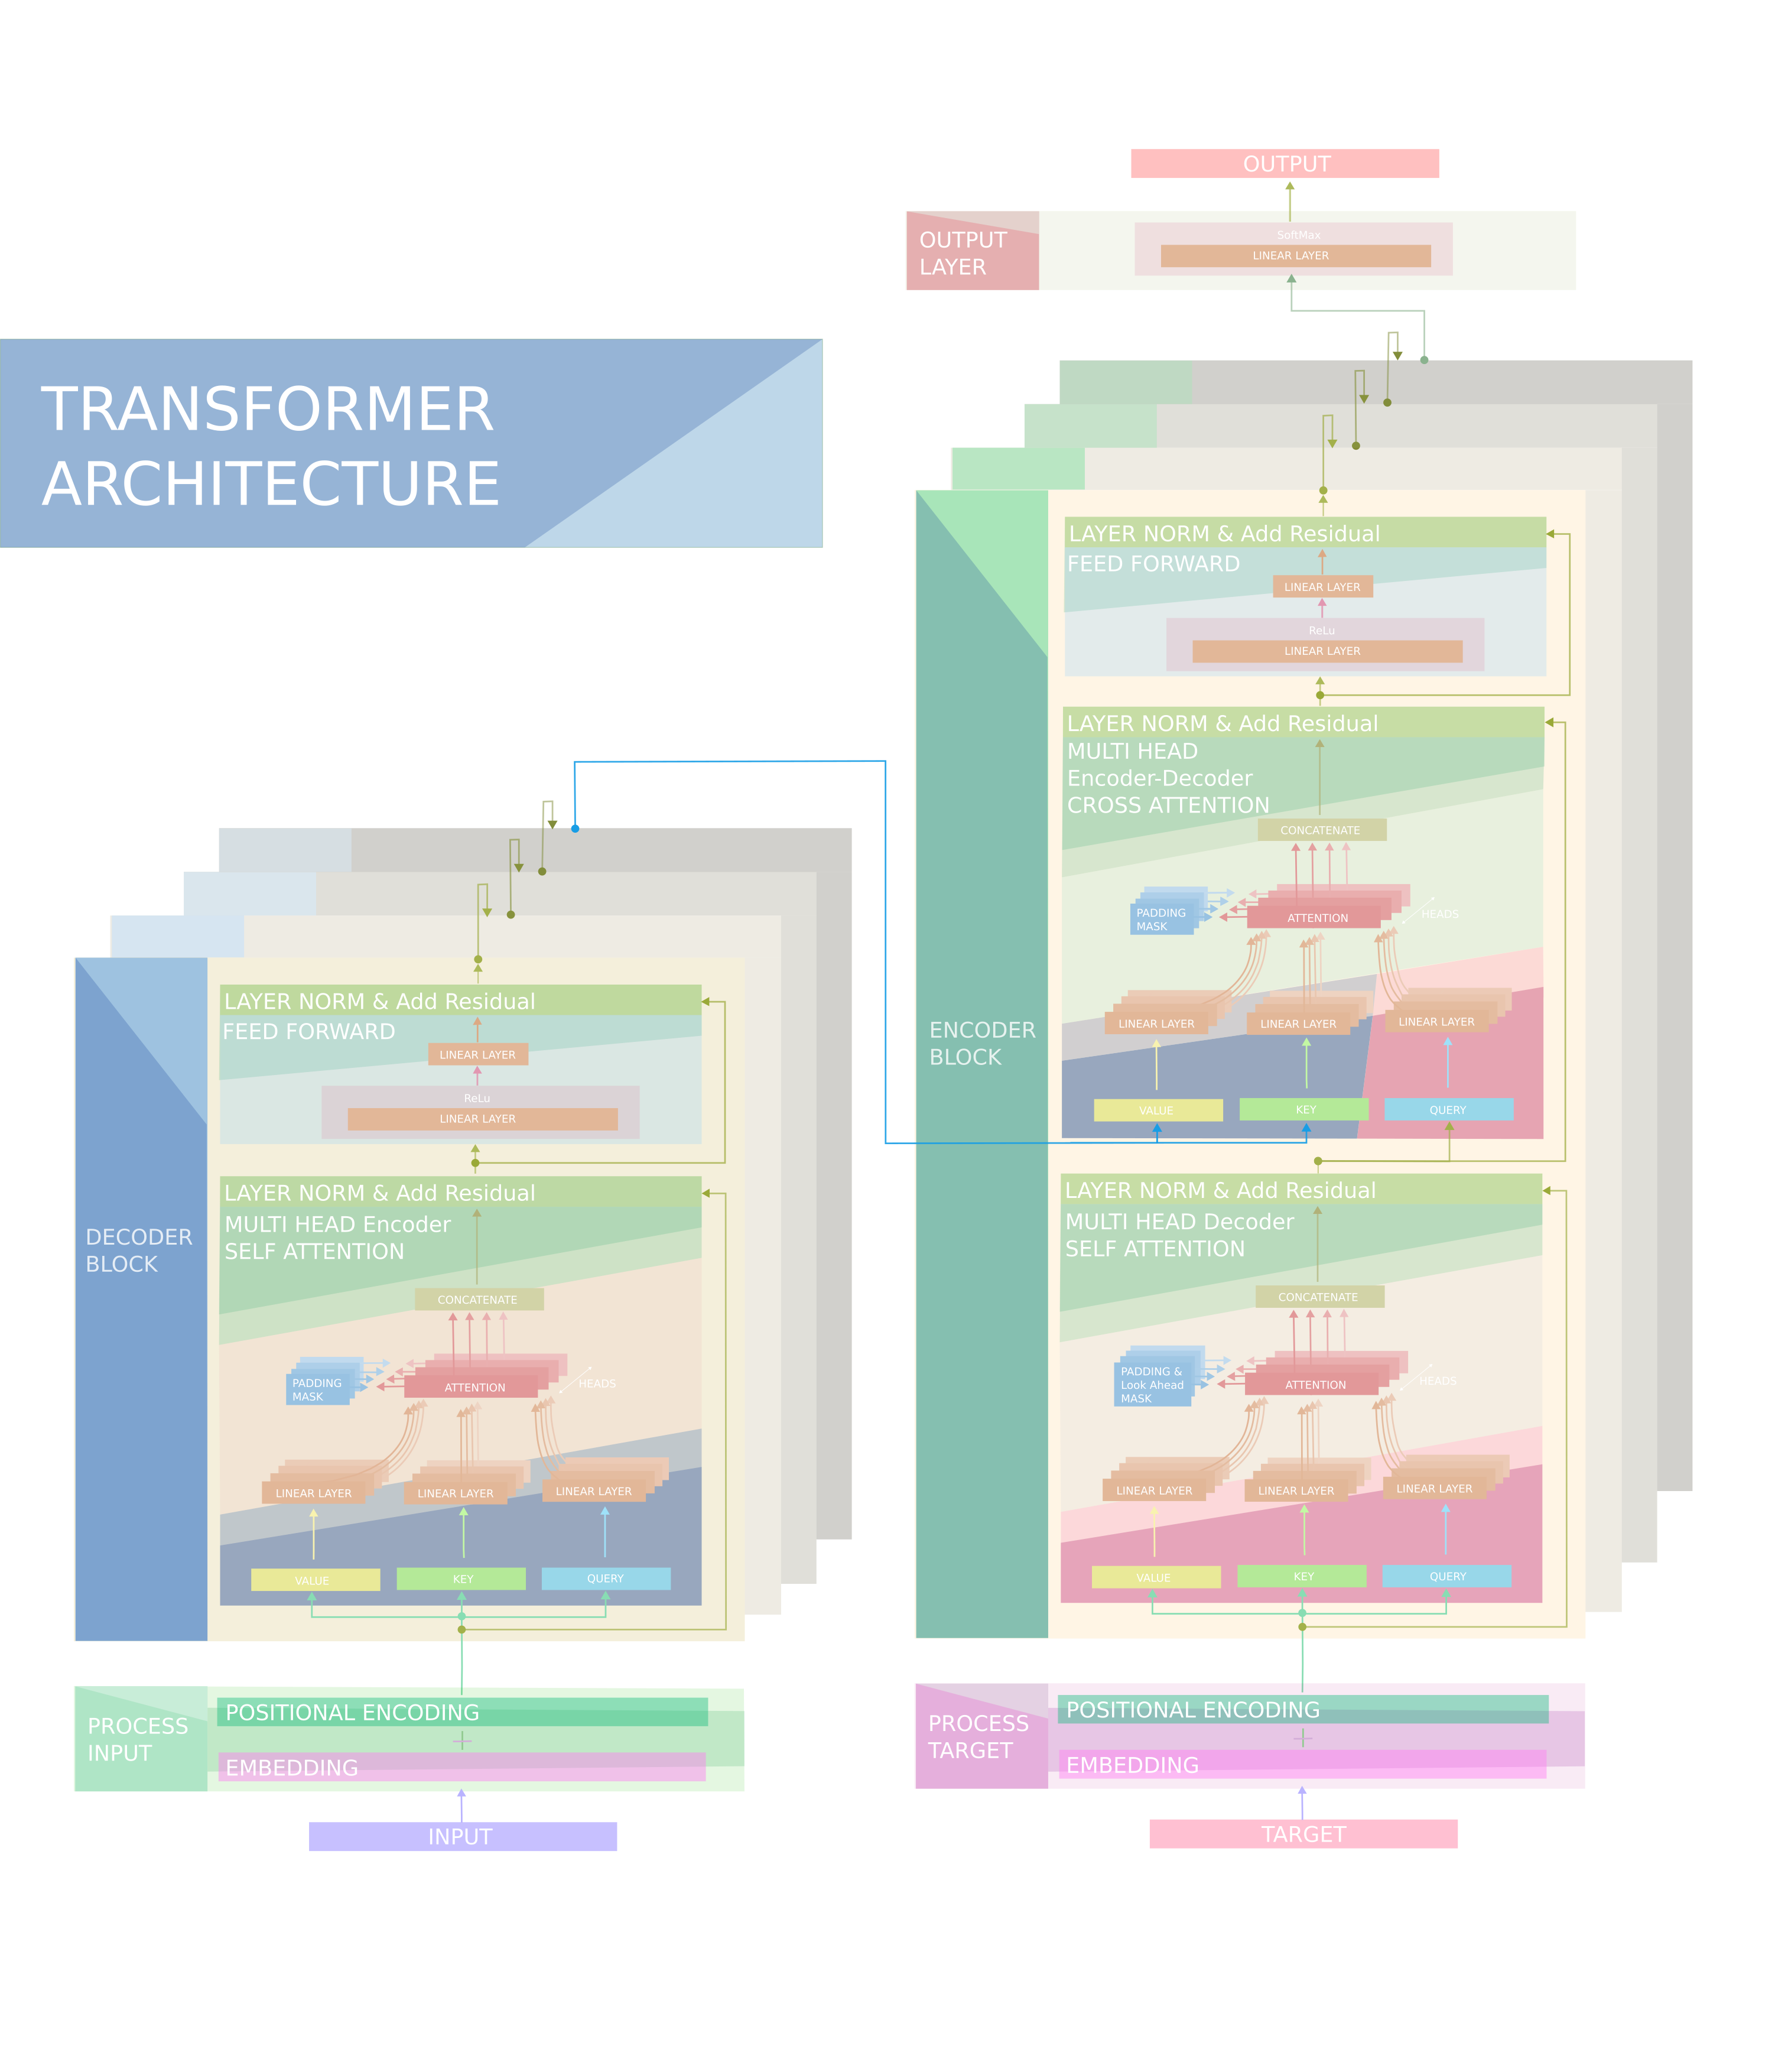 TRANSFORMER
ARCHITECTURE
OUTPUT
OUTPUT
LAYER
SoftMax
LINEAR LAYER
ENCODER
BLOCK
LAYER NORM & Add Residual
FEED FORWARD
LINEAR LAYER
ReLu
LINEAR LAYER
LAYER NORM & Add Residual
MULTI HEAD
Encoder-Decoder
CROSS ATTENTION
CONCATENATE
PADDING
MASK
ATTENTION
HEADS
LINEAR LAYER
LINEAR LAYER
LINEAR LAYER
VALUE
KEY
QUERY
LAYER NORM & Add Residual
MULTI HEAD Decoder
SELF ATTENTION
CONCATENATE
PADDING &
Look Ahead
MASK
ATTENTION
HEADS
LINEAR LAYER
LINEAR LAYER
LINEAR LAYER
VALUE
KEY
QUERY
PROCESS
TARGET
POSITIONAL ENCODING
EMBEDDING
TARGET
DECODER
BLOCK
LAYER NORM & Add Residual
FEED FORWARD
LINEAR LAYER
ReLu
LINEAR LAYER
LAYER NORM & Add Residual
MULTI HEAD Encoder
SELF ATTENTION
CONCATENATE
PADDING
MASK
ATTENTION
HEADS
LINEAR LAYER
LINEAR LAYER
LINEAR LAYER
VALUE
KEY
QUERY
PROCESS
INPUT
POSITIONAL ENCODING
EMBEDDING
INPUT